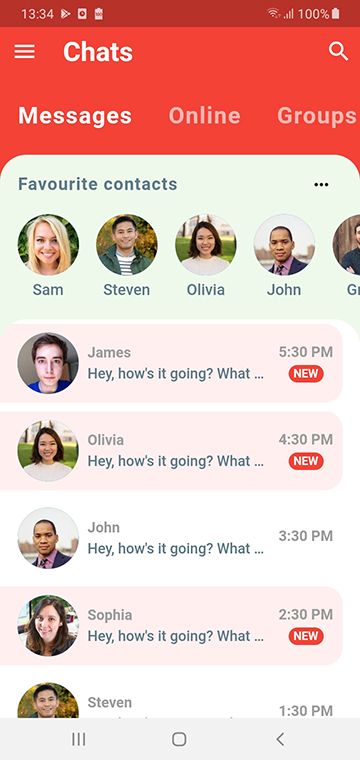 13:34 100%
Chats
Messages Online Groups
Favourite contacts
Sam Steven Olivia John
James 5:30 PM
Hey, how's it going? What ... NEW
Olivia 4:30 PM
Hey, how's it going? What ... NEW
John
Hey, how's it going? What ... 3:30 PM
Sophia 2:30 PM
Hey, how's it going? What ... NEW
Steven 1:30 PM